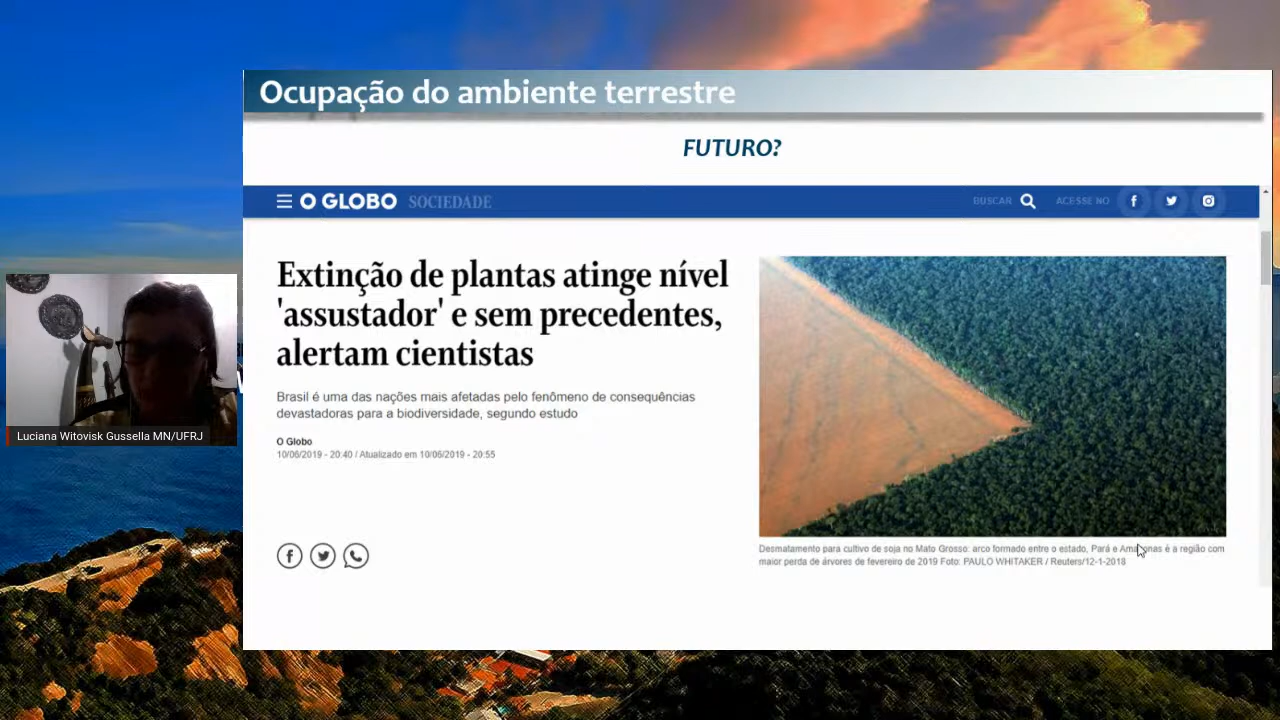 Ocupação do ambiente terrestre
FUTURO?
O GLOBO SOCIEDADE
BUSCAR ACESSE NO
Extinção de plantas atinge nível
'assustador' e sem precedentes,
alertam cientistas
Brasil é uma das nações mais afetadas pelo fenômeno de consequências
devastadoras para a biodiversidade, segundo estudo
O Globo
10/06/2019 - 20:40 / Atualizado em 10/06/2019 - 20:55
Desmatamento para cultivo de soja no Mato Grosso: arco formado entre o estado, Pará e Amazonas é a região com
maior perda de árvores de fevereiro de 2019 Foto: PAULO WHITAKER / Reuters/12-1-2018
Luciana Witovisk Gussella MN/UFRJ